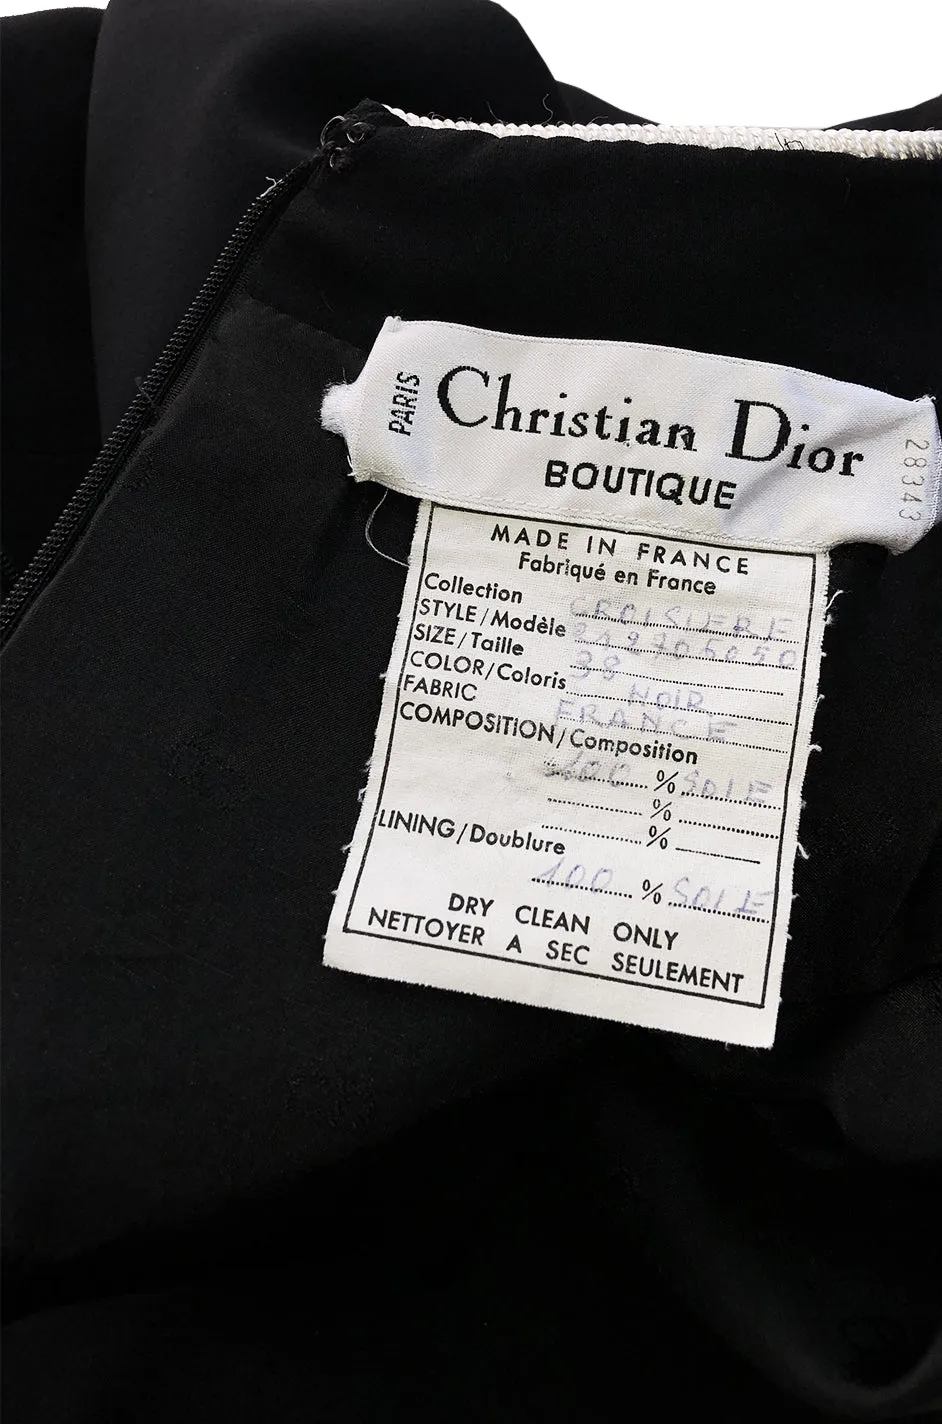 PARIS
Christian Dior
BOUTIQUE
28343
MADE IN FRANCE
Fabriqué en France
Collection CROISIERE
STYLE/Modèle
SIZE/Taille 38
COLOR/Coloris NOIR
FABRIC FRANCE
COMPOSITION/Composition
100 % SOIE
%
%
LINING/Doublure
100 % SOIE
DRY CLEAN ONLY
NETTOYER A SEC SEULEMENT